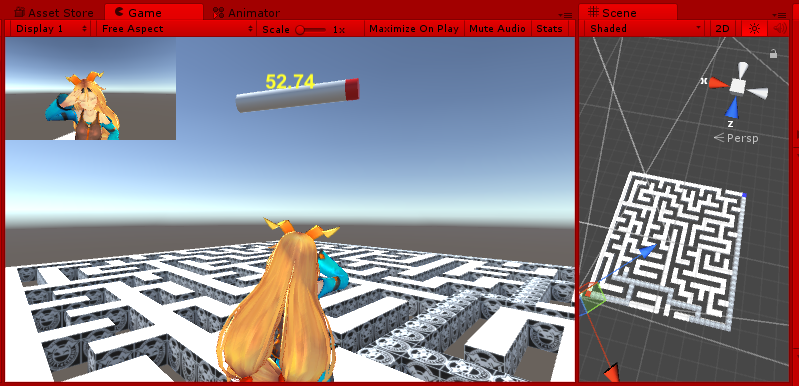 Asset Store Game Animator
Display 1 Free Aspect Scale 1x Maximize On Play Mute Audio Stats
52.74
Scene
Shaded 2D
X
Z
Persp